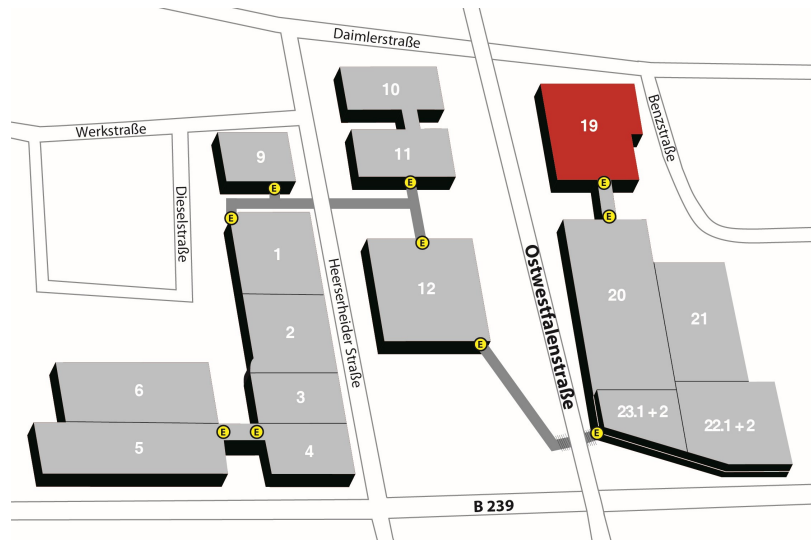 Daimlerstraße
Werkstraße
Dieselstraße
Heerserheider Straße
Ostwestfalenstraße
Benzstraße
B 239
10
11
19
9
E
E
E
E
E
E
1
12
20
2
21
E
6
3
23.1 + 2
22.1 + 2
5
E
E
4
E